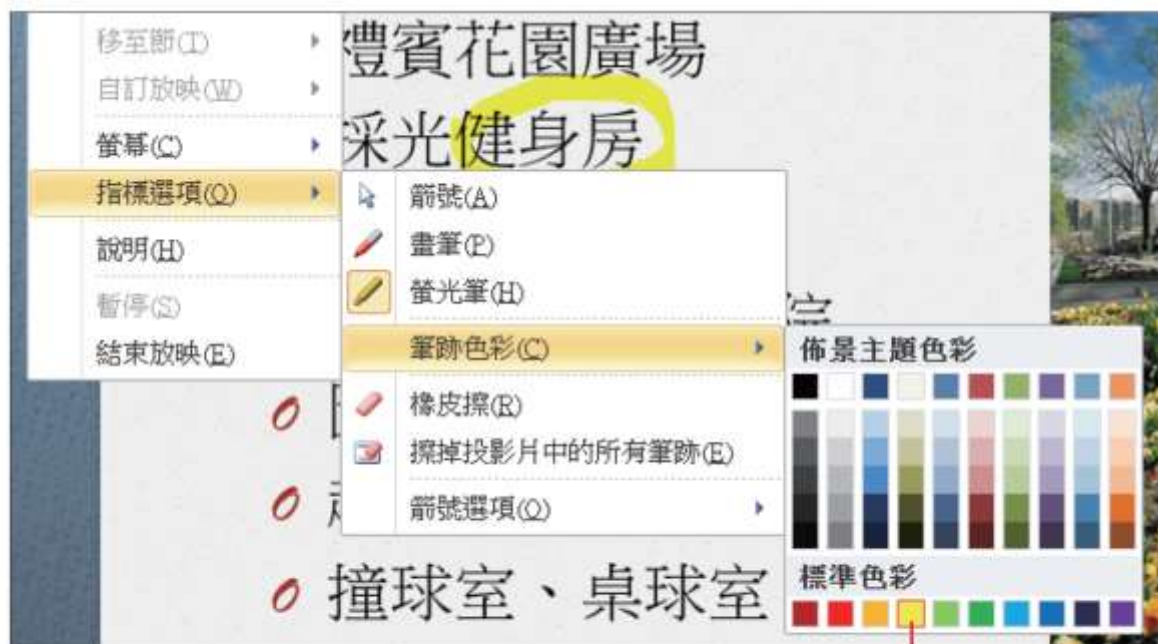 移至節(T)
自訂放映(W)
螢幕(C)
指標選項(O)
說明(H)
暫停(S)
結束放映(E)
禮賓花園廣場
採光健身房
箭號(A)
畫筆(P)
螢光筆(H)
筆跡色彩(C)
橡皮擦(R)
擦掉投影片中的所有筆跡(E)
箭號選項(O)
佈景主題色彩
標準色彩
撞球室、桌球室